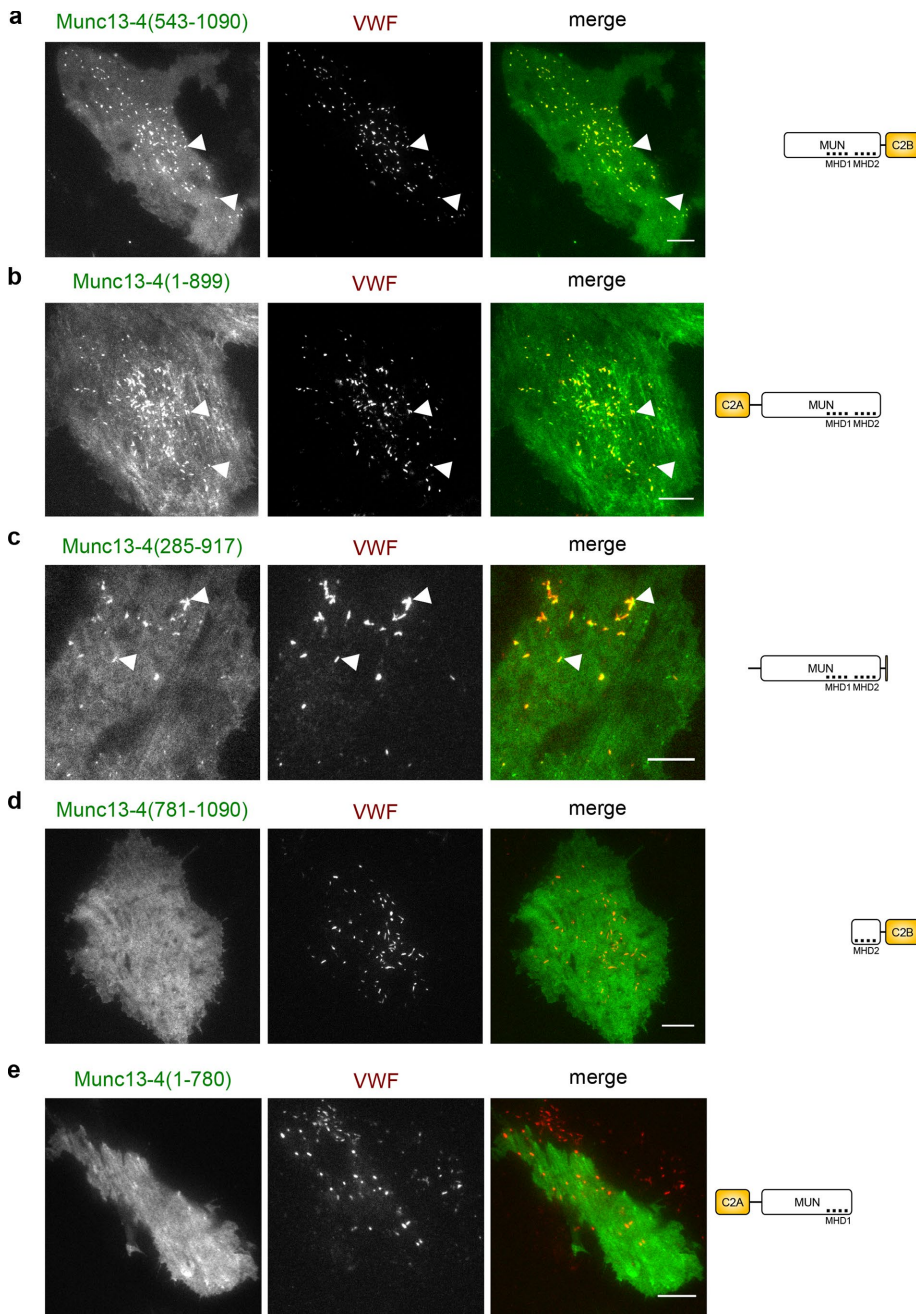 a
Munc13-4(543-1090) VWF merge
MUN C2B
MHD1 MHD2
b
Munc13-4(1-899) VWF merge
C2A MUN
MHD1 MHD2
c
Munc13-4(285-917) VWF merge
MUN
MHD1 MHD2
d
Munc13-4(781-1090) VWF merge
C2B
MHD2
e
Munc13-4(1-780) VWF merge
C2A MUN
MHD1